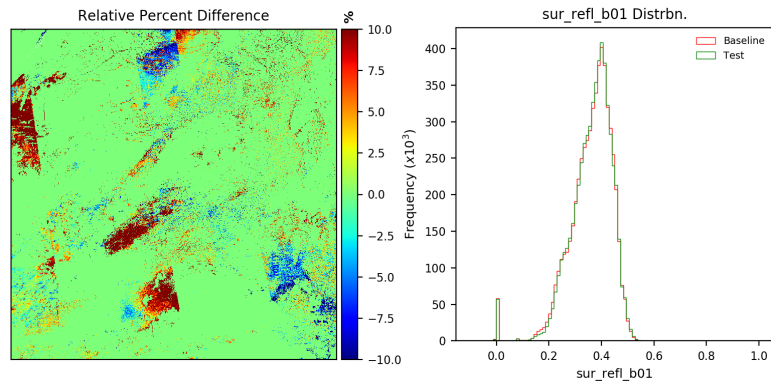 Relative Percent Difference
%
10.0
7.5
5.0
2.5
0.0
−2.5
−5.0
−7.5
−10.0
sur_refl_b01 Distrbn.
Baseline
Test
Frequency (x10³)
400
350
300
250
200
150
100
50
0
0.0 0.2 0.4 0.6 0.8 1.0
sur_refl_b01